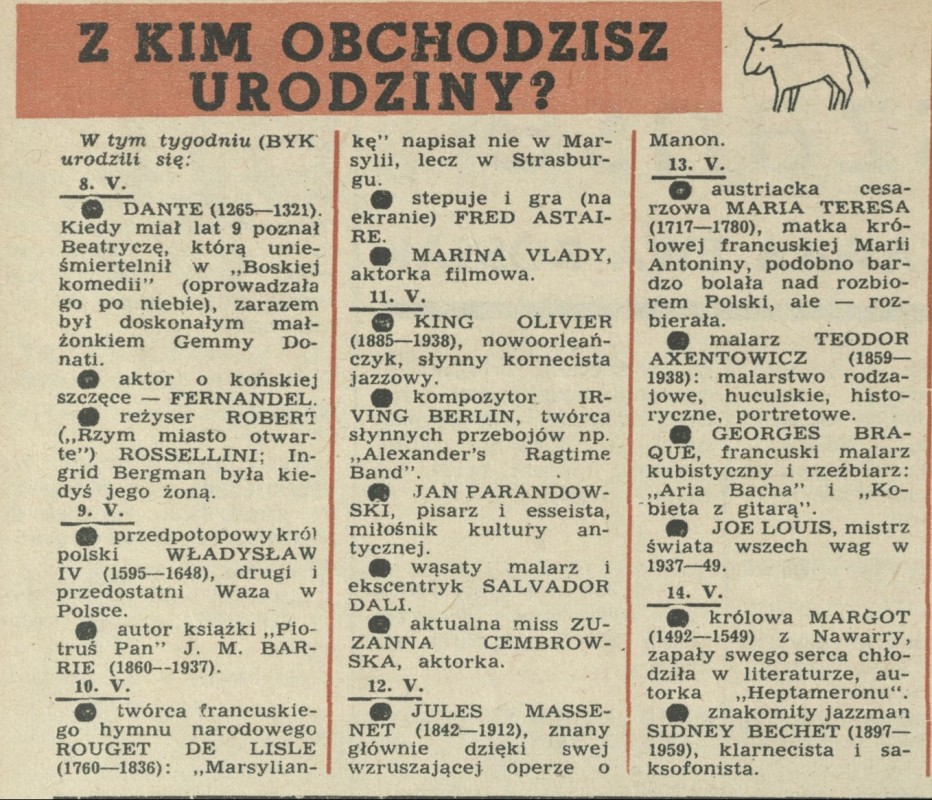 Z KIM OBCHODZISZ
URODZINY?
W tym tygodniu (BYK
urodzili się:
8. V.
● DANTE (1265—1321).
Kiedy miał lat 9 poznał
Beatryczę, którą unie-
śmiertelnił w „Boskiej
komedii” (oprowadzała
go po niebie), zarazem
był doskonałym mał-
żonkiem Gemmy Do-
nati.
● aktor o końskiej
szczęce — FERNANDEL.
● reżyser ROBERT
(„Rzym miasto otwar-
te”) ROSSELLINI; In-
grid Bergman była kie-
dyś jego żoną.
9. V.
● przedpotopowy król
polski WŁADYSŁAW
IV (1595—1648), drugi i
przedostatni Waza w
Polsce.
● autor książki „Pio-
truś Pan” J. M. BAR-
RIE (1860—1937).
10. V.
● twórca francuskie-
go hymnu narodowego
ROUGET DE LISLE
(1760—1836): „Marsylian-
kę” napisał nie w Mar-
sylii, lecz w Strasbur-
gu.
● stepuje i gra (na
ekranie) FRED ASTAI-
RE.
● MARINA VLADY,
aktorka filmowa.
11. V.
● KING OLIVIER
(1885—1938), nowoorleań-
czyk, słynny kornecista
jazzowy.
● kompozytor IR-
VING BERLIN, twórca
słynnych przebojów np.
„Alexander's Ragtime
Band”.
● JAN PARANDOW-
SKI, pisarz i esseista,
miłośnik kultury an-
tycznej.
● wąsaty malarz i
ekscentryk SALVADOR
DALI.
● aktualna miss ZU-
ZANNA CEMBROW-
SKA, aktorka.
12. V.
● JULES MASSE-
NET (1842—1912), znany
głównie dzięki swej
wzruszającej operze o
Manon.
13. V.
● austriacka cesa-
rzowa MARIA TERESA
(1717—1780), matka kró-
lowej francuskiej Marii
Antoniny, podobno bar-
dzo bolała nad rozbio-
rem Polski, ale — roz-
bierała.
● malarz TEODOR
AXENTOWICZ (1859—
1938): malarstwo rodza-
jowe, huculskie, histo-
ryczne, portretowe.
● GEORGES BRA-
QUE, francuski malarz
kubistyczny i rzeźbiarz:
„Aria Bacha” i „Ko-
bieta z gitarą”.
● JOE LOUIS, mistrz
świata wszech wag w
1937—49.
14. V.
● królowa MARGOT
(1492—1549) z Nawarry,
zapały swego serca chło-
dziła w literaturze, au-
torka „Heptameronu“.
● znakomity jazzman
SIDNEY BECHET (1897—
1959), klarnecista i sa-
ksofonista.